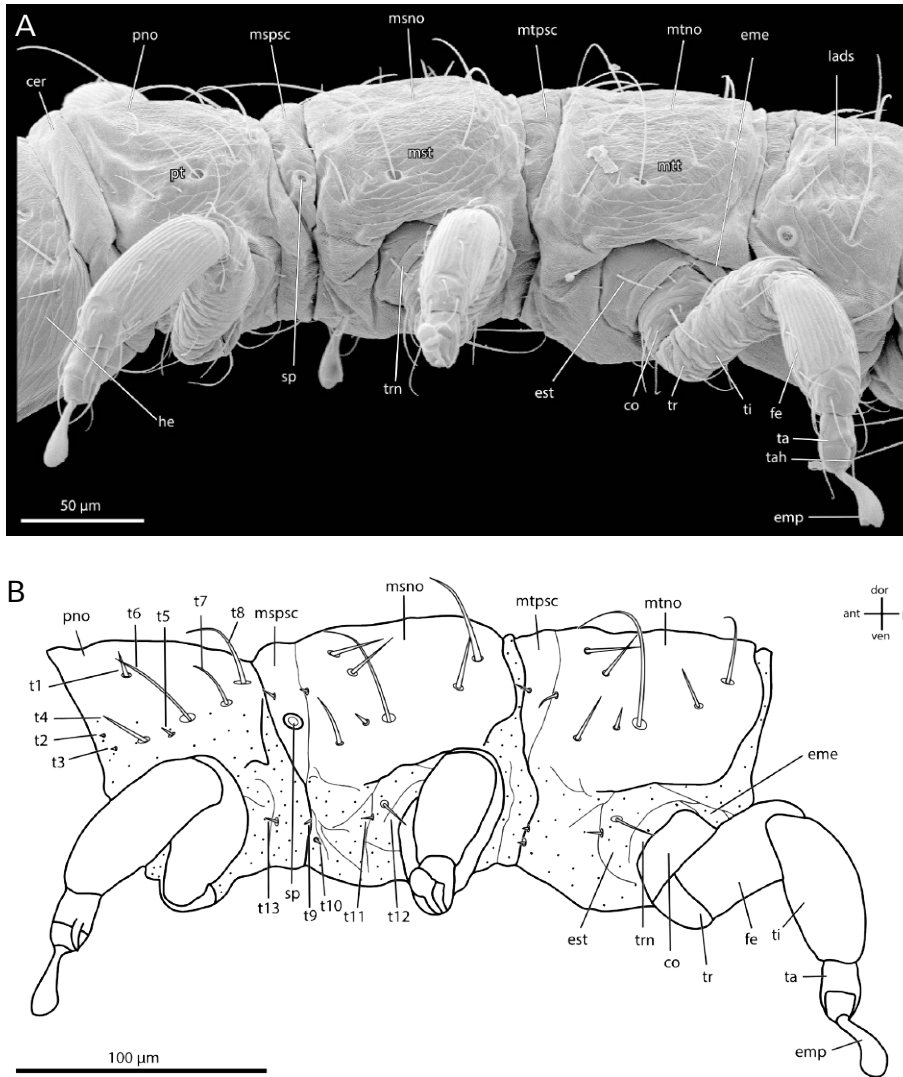 A
pno
mspsc
msno
mtpsc
mtno
eme
lads
cer
pt
mst
mtt
sp
trn
est
co
tr
ti
fe
ta
tah
emp
he
50 µm
B
pno
t6
t5
t7
t8
mspsc
msno
mtpsc
mtno
dor
ant
ven
t1
t4
t2
t3
eme
t13
sp
t9
t10
t11
t12
est
trn
co
tr
fe
ti
ta
emp
100 µm